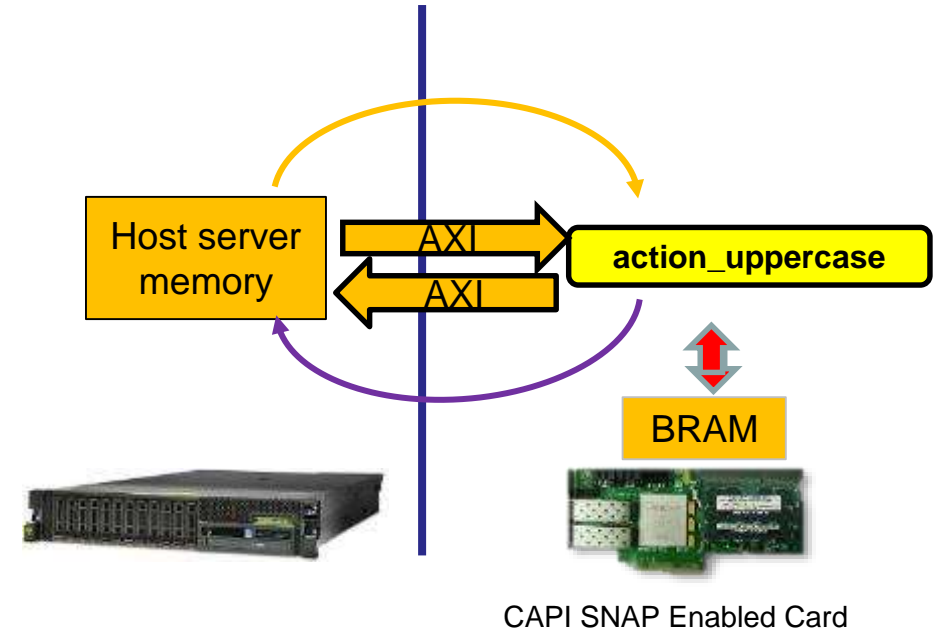 Host server
memory
AXI
AXI
action_uppercase
BRAM
CAPI SNAP Enabled Card